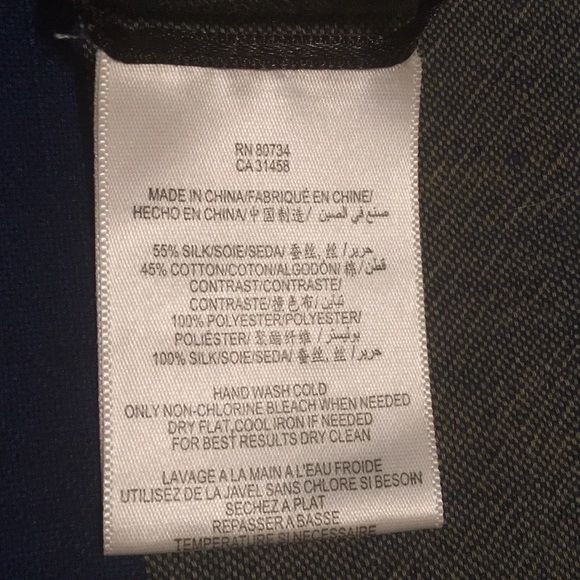 RN 80734
CA 31458
MADE IN CHINA/FABRIQUÉ EN CHINE/
HECHO EN CHINA/中国制造/ صنع في الصين
55% SILK/SOIE/SEDA/ 蚕丝, 丝 /حرير
45% COTTON/COTON/ALGODÓN/ 棉/قطن
CONTRAST/CONTRASTE/
CONTRASTE/撞色布/تباين
100% POLYESTER/POLYESTER/
POLIÉSTER/ 聚酯纤维 /بوليستر
100% SILK/SOIE/SEDA/ 蚕丝, 丝 /حرير
HAND WASH COLD
ONLY NON-CHLORINE BLEACH WHEN NEEDED
DRY FLAT,COOL IRON IF NEEDED
FOR BEST RESULTS DRY CLEAN
LAVAGE A LA MAIN A L'EAU FROIDE
UTILISEZ DE LA JAVEL SANS CHLORE SI BESOIN
SECHEZ A PLAT
REPASSER A BASSE
TEMPERATURE SI NECESSAIRE